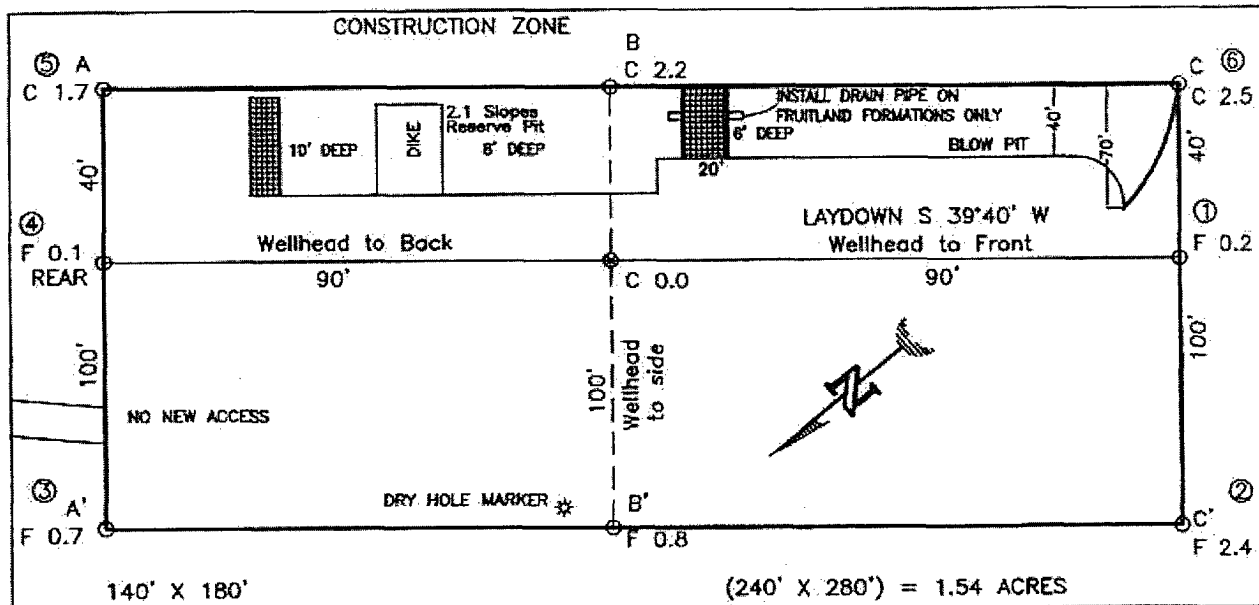 CONSTRUCTION ZONE
⑤ A
C 1.7
B
C 2.2
C ⑥
C 2.5
2.1 Slopes
Reserve Pit
10' DEEP
DIKE
8' DEEP
INSTALL DRAIN PIPE ON
FRUITLAND FORMATIONS ONLY
6' DEEP
BLOW PIT
20'
40'
70'
40'
40'
④
F 0.1
REAR
Wellhead to Back
90'
LAYDOWN S 39°40' W
Wellhead to Front
90'
①
F 0.2
C 0.0
100'
100'
Wellhead
to side
100'
N
NO NEW ACCESS
③
A'
F 0.7
DRY HOLE MARKER
B'
F 0.8
②
C'
F 2.4
140' X 180'
(240' X 280') = 1.54 ACRES